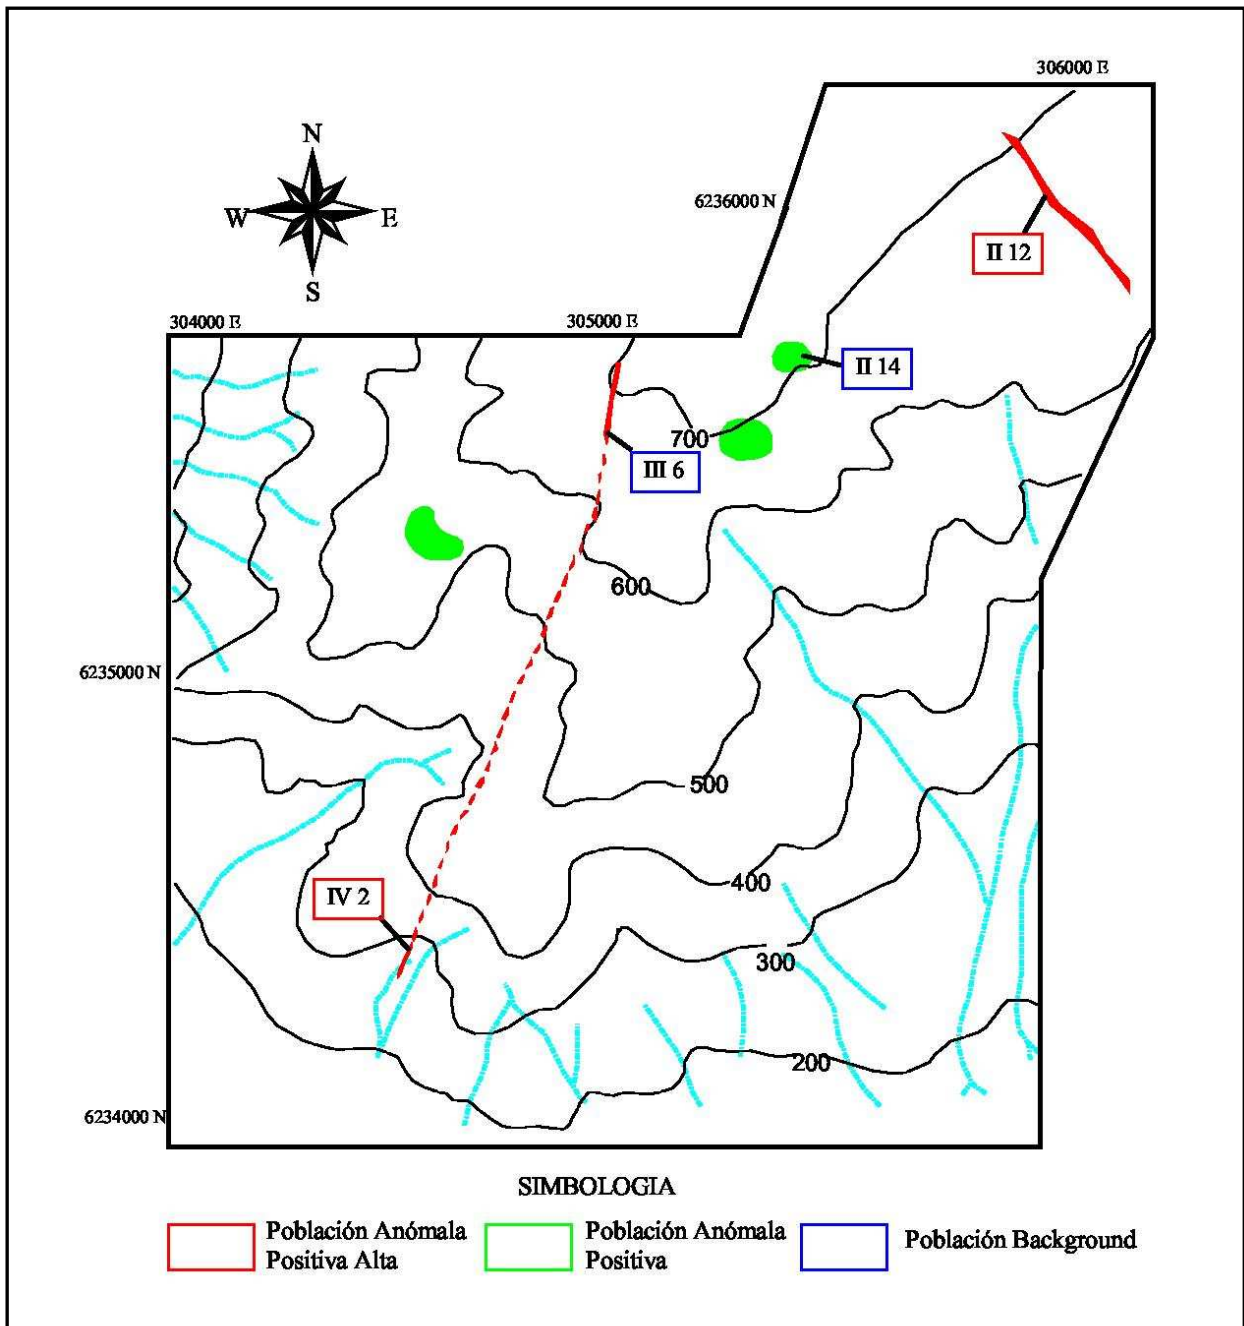 306000 E
N
W
E
S
6236000 N
II 12
304000 E
305000 E
II 14
700
III 6
600
6235000 N
500
400
IV 2
300
200
6234000 N
SIMBOLOGIA
Población Anómala
Positiva Alta
Población Anómala
Positiva
Población Background